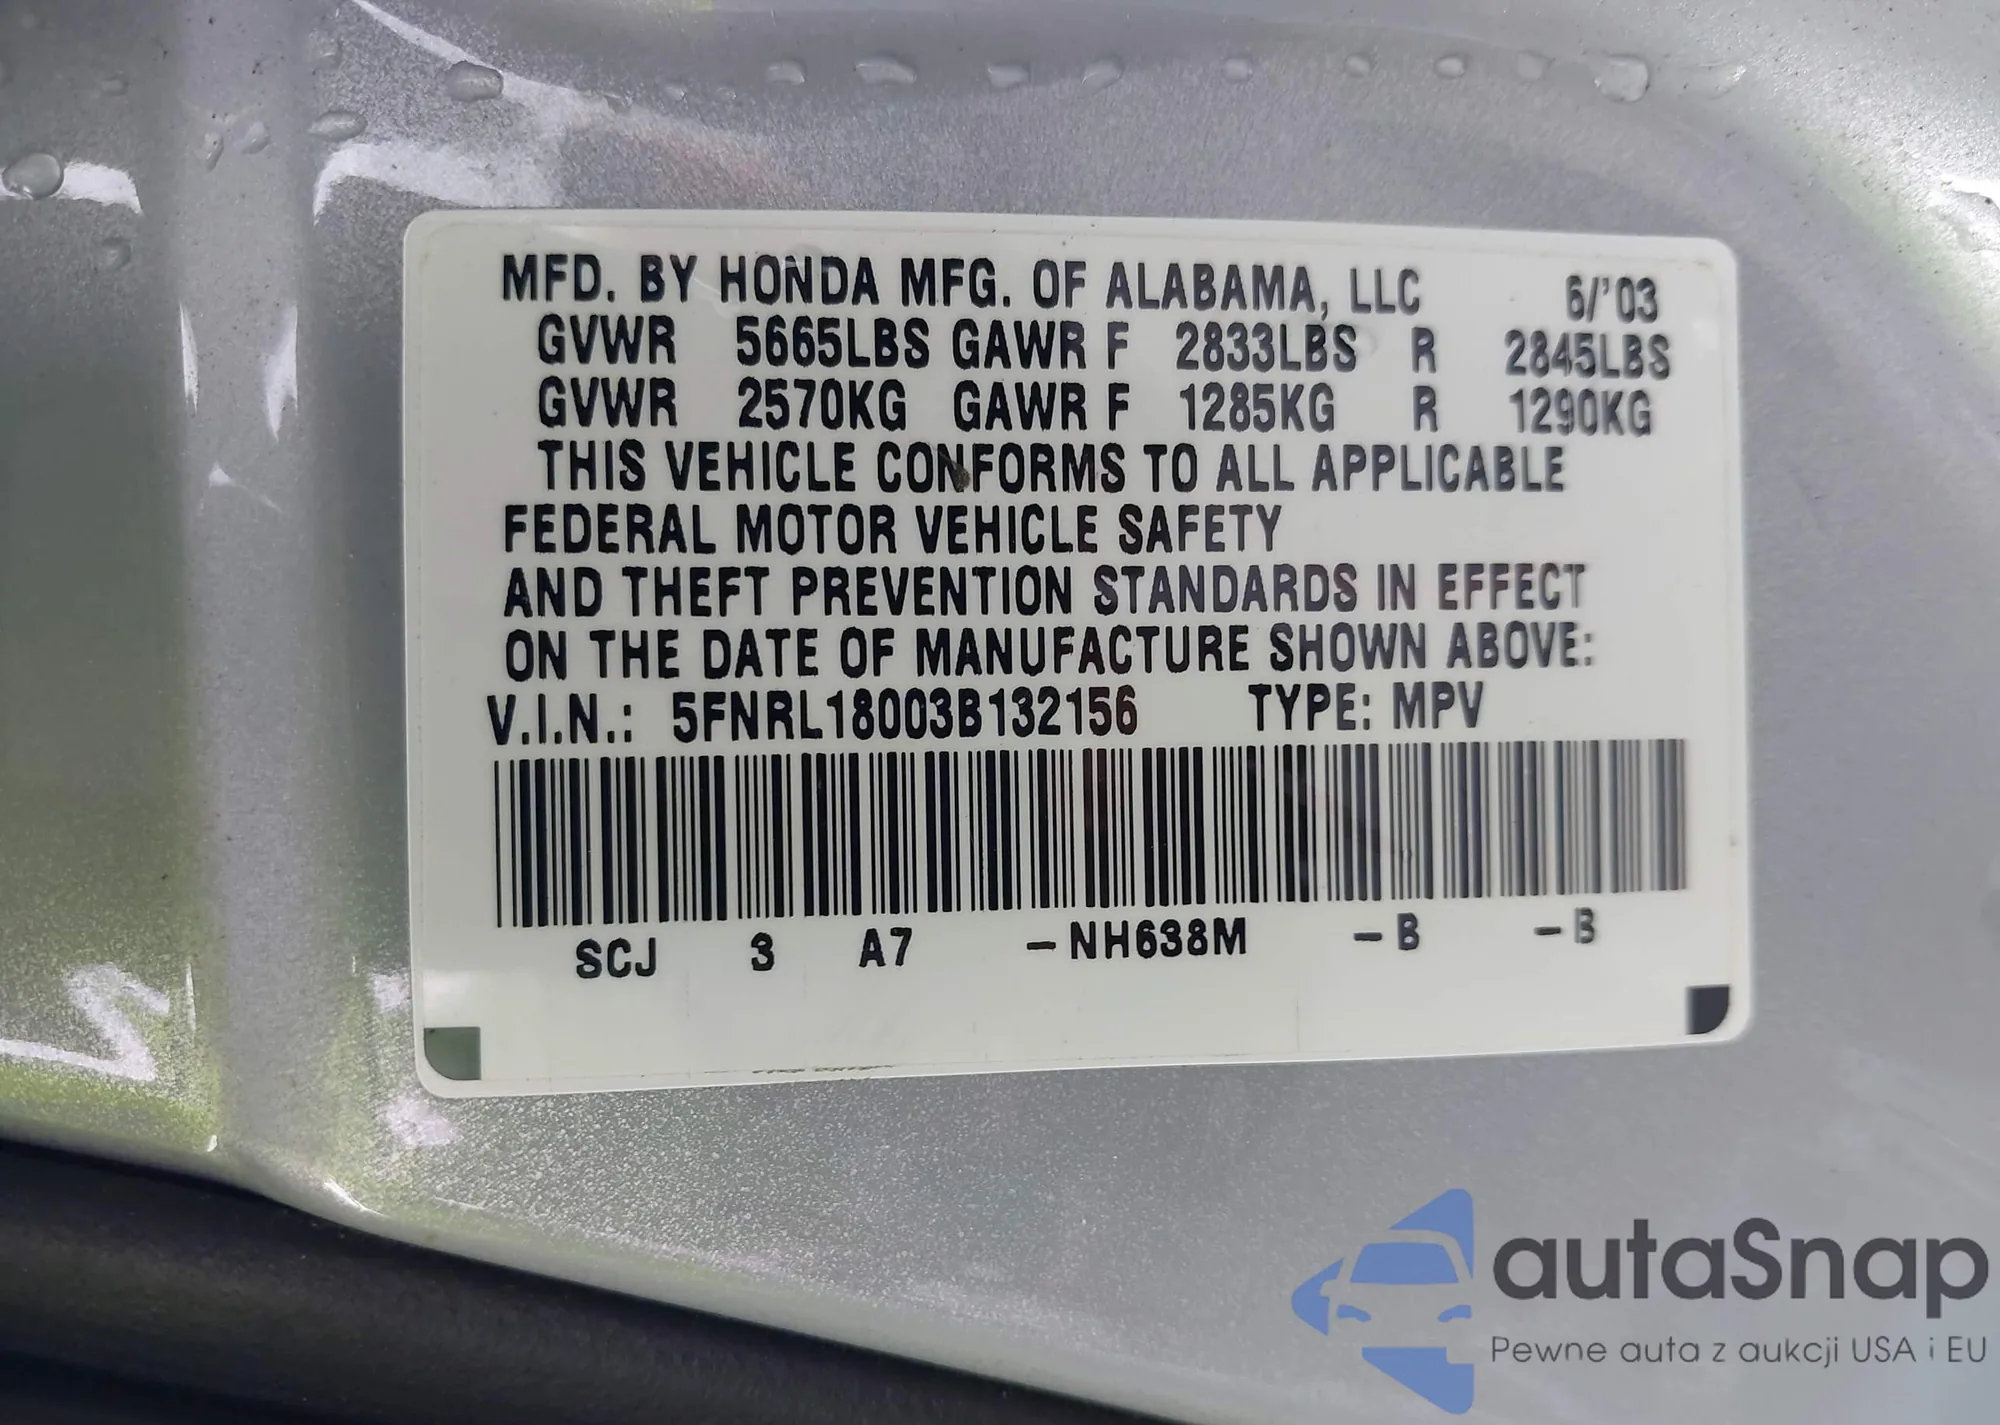 MFD. BY HONDA MFG. OF ALABAMA, LLC 6/'03
GVWR 5665LBS GAWR F 2833LBS R 2845LBS
GVWR 2570KG GAWR F 1285KG R 1290KG
THIS VEHICLE CONFORMS TO ALL APPLICABLE
FEDERAL MOTOR VEHICLE SAFETY
AND THEFT PREVENTION STANDARDS IN EFFECT
ON THE DATE OF MANUFACTURE SHOWN ABOVE:
V.I.N.: 5FNRL18003B132156 TYPE: MPV
SCJ 3 A7 -NH638M -B -B
autaSnap
Pewne auta z aukcji USA i EU